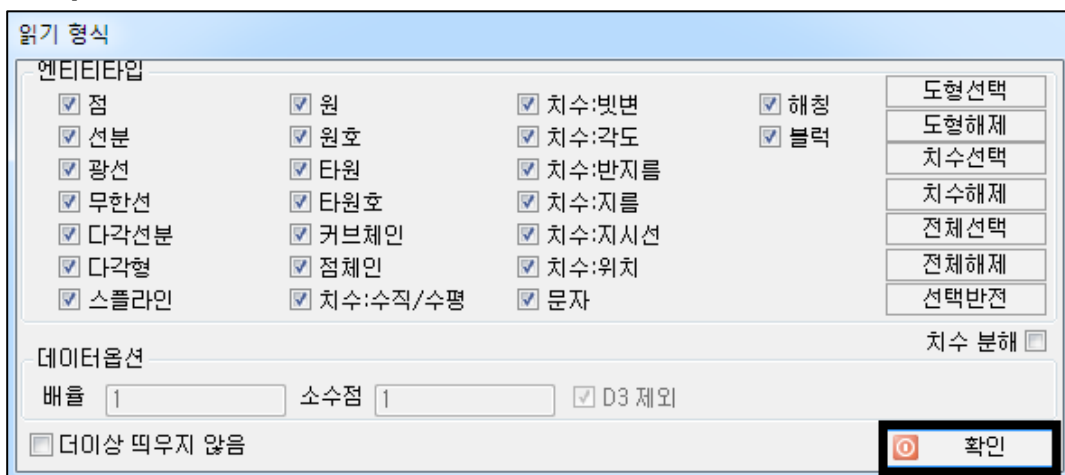 읽기 형식
엔티티타입
점 원 치수:빗변 해칭 도형선택
선분 원호 치수:각도 블럭 도형해제
광선 타원 치수:반지름 치수선택
무한선 타원호 치수:지름 치수해제
다각선분 커브체인 치수:지시선 전체선택
다각형 점체인 치수:위치 전체해제
스플라인 치수:수직/수평 문자 선택반전
치수 분해
데이터옵션
배율 1 소수점 1 D3 제외
더이상 띄우지 않음 확인